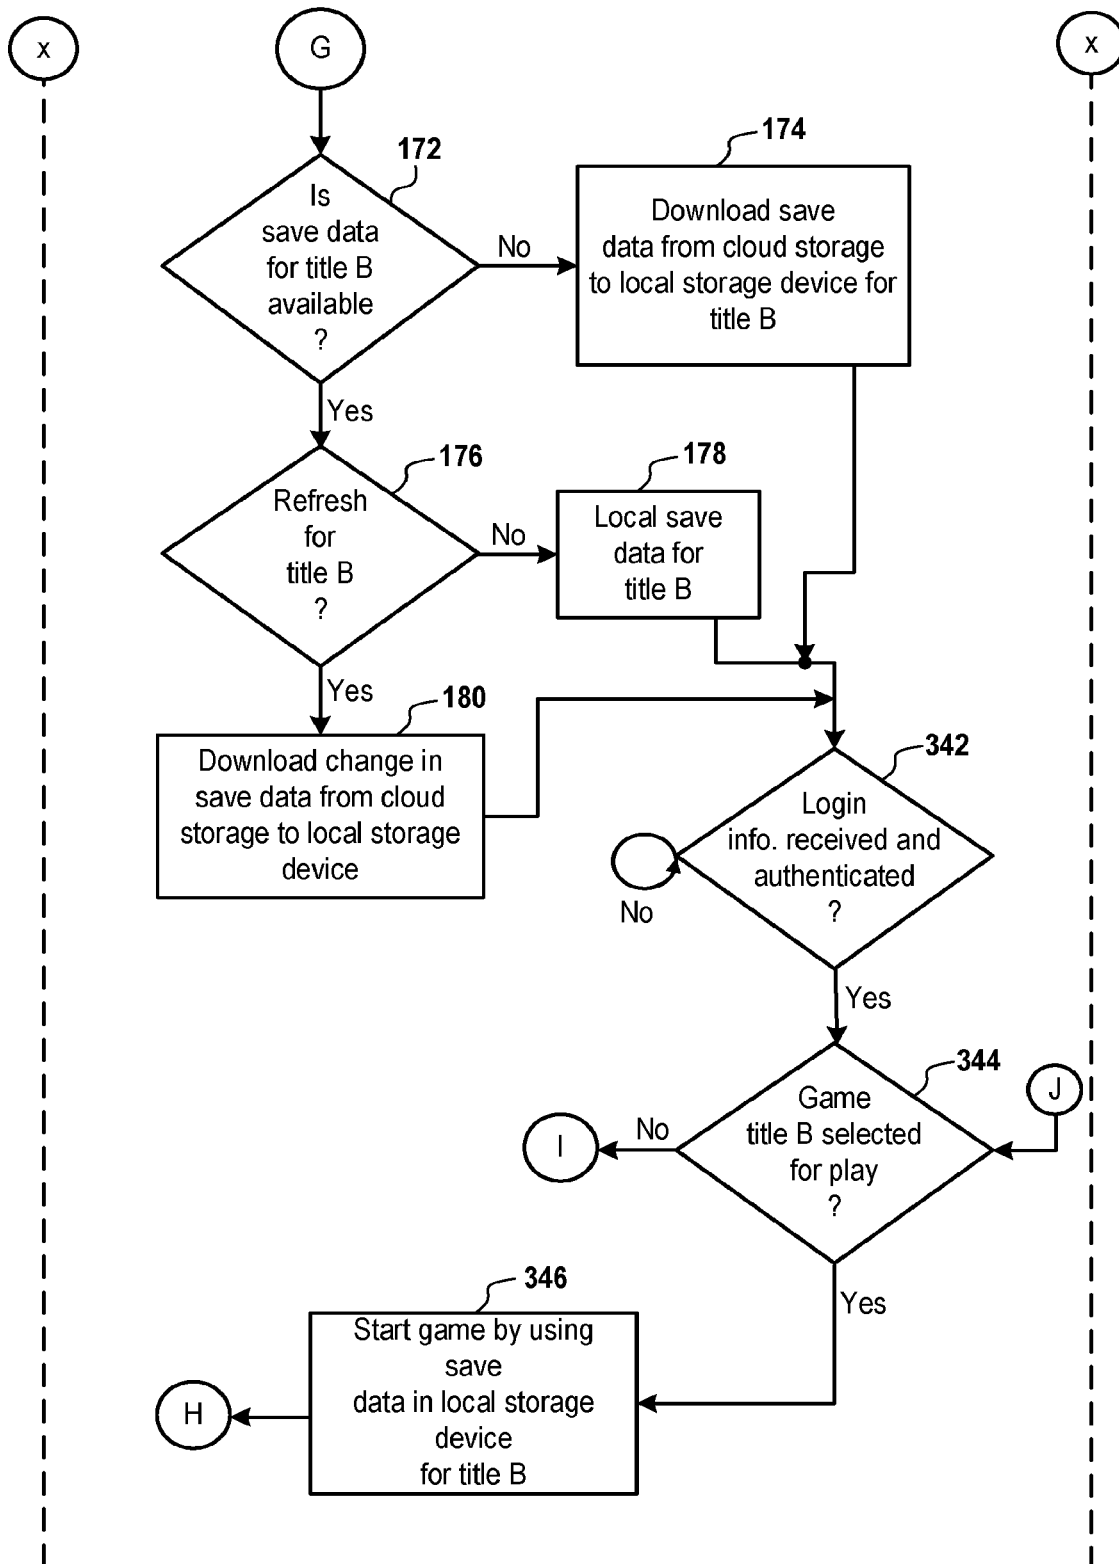 x
G
x
172
Is
save data
for title B
available
?
No
174
Download save
data from cloud storage
to local storage device for
title B
Yes
176
Refresh
for
title B
?
No
178
Local save
data for
title B
Yes
180
Download change in
save data from cloud
storage to local storage
device
342
Login
info. received and
authenticated
?
No
Yes
344
Game
title B selected
for play
?
J
No
I
Yes
346
Start game by using
save
data in local storage
device
for title B
H